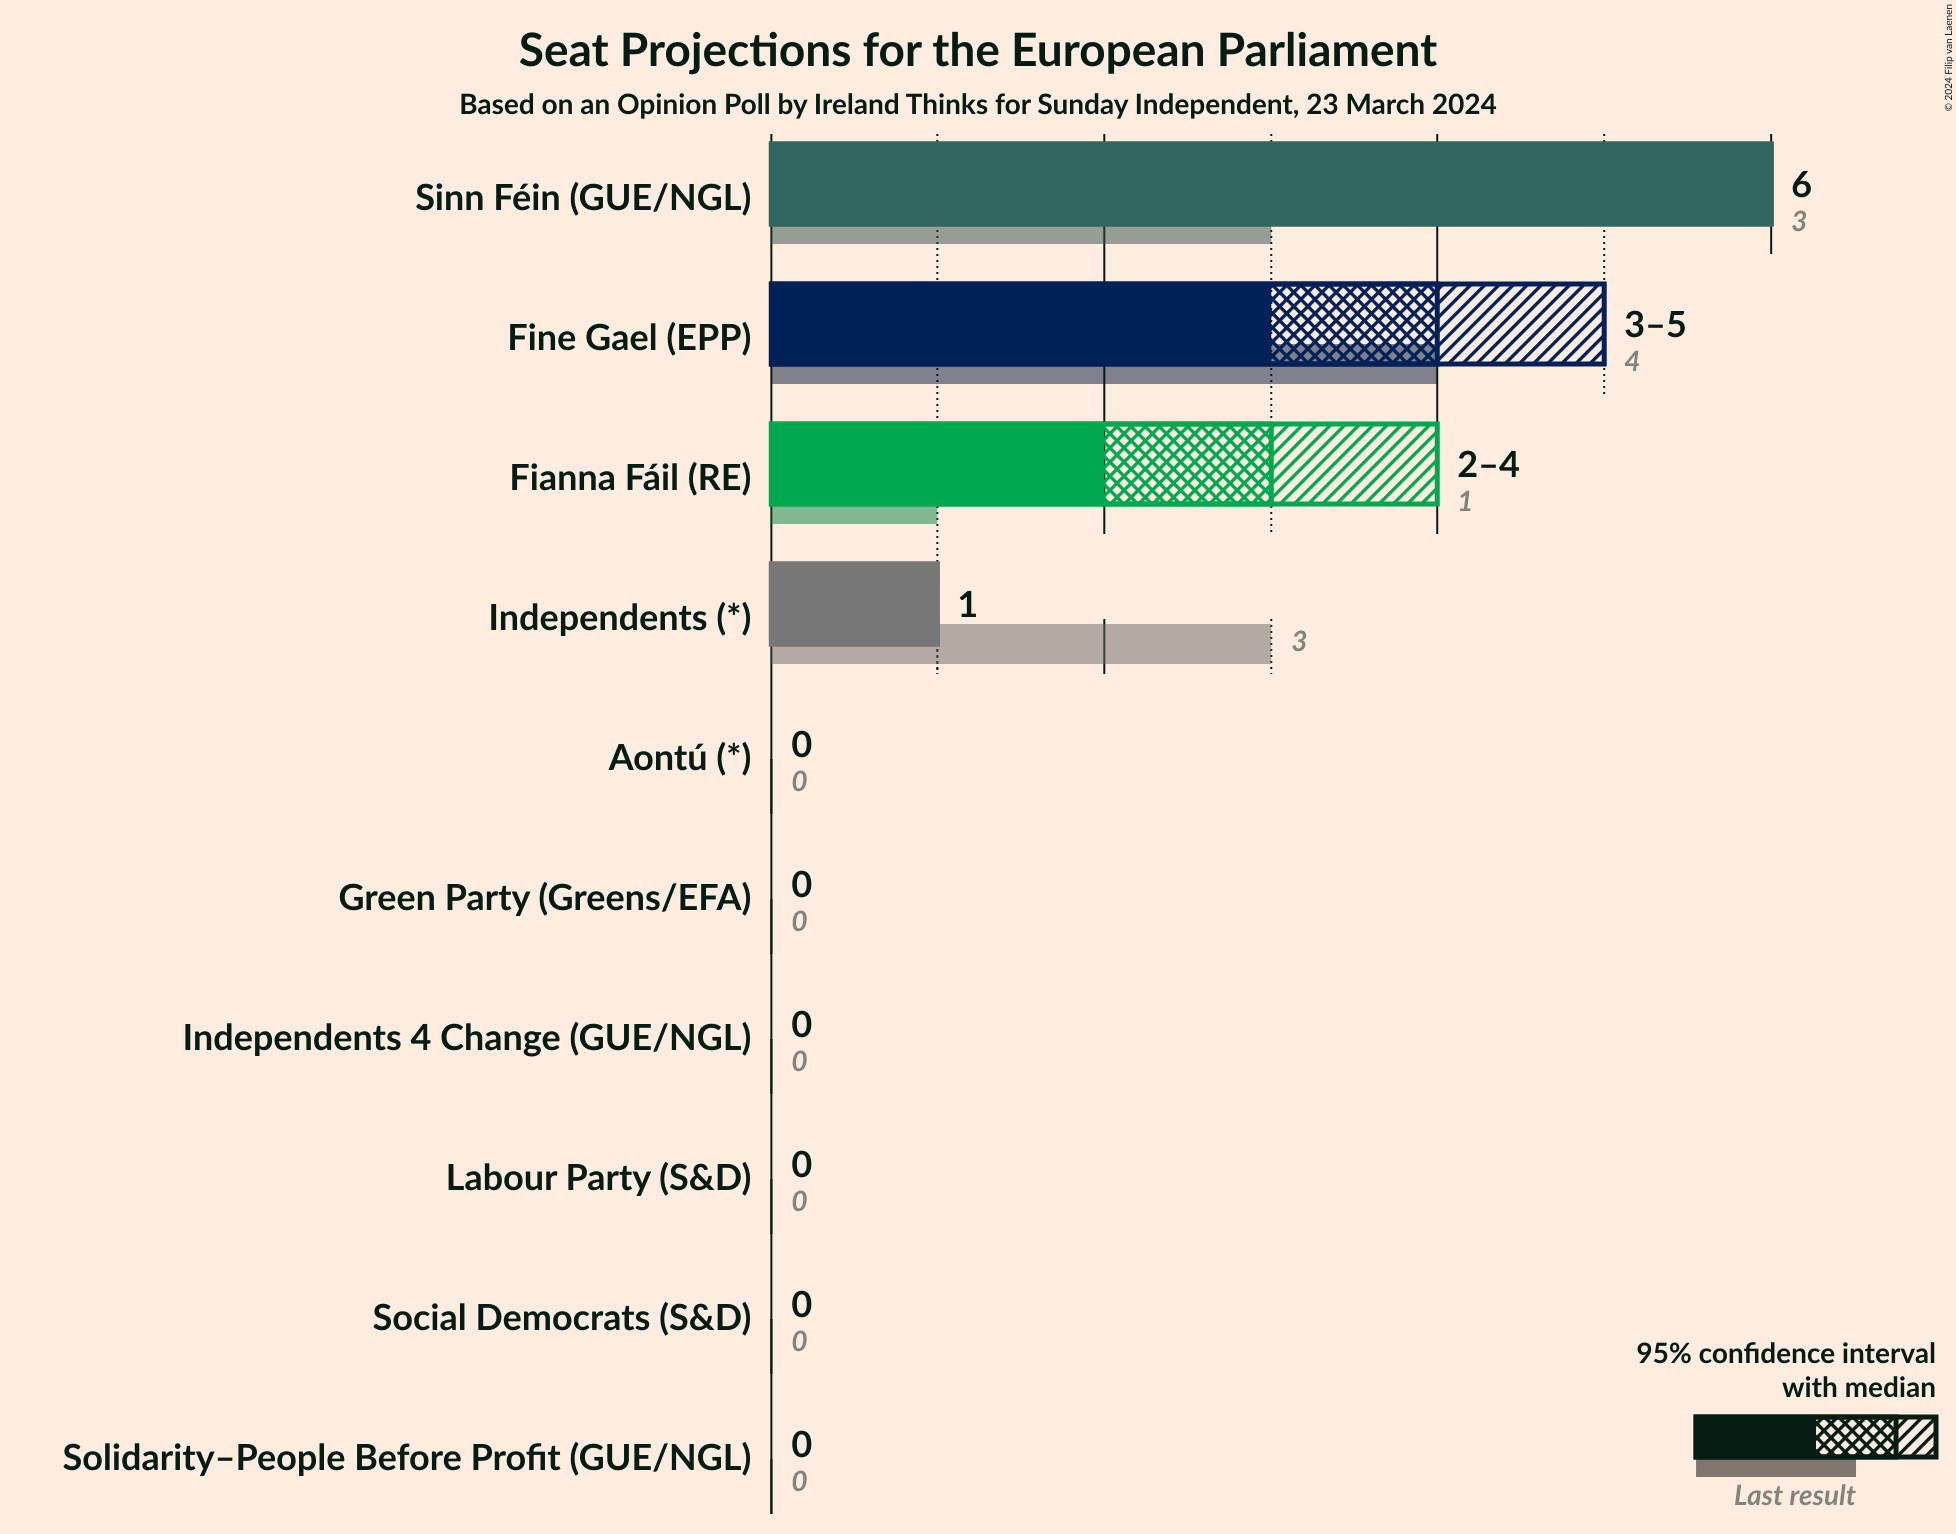 Seat Projections for the European Parliament
Based on an Opinion Poll by Ireland Thinks for Sunday Independent, 23 March 2024
© 2024 Filip van Laenen
Sinn Féin (GUE/NGL)
6
3
Fine Gael (EPP)
3–5
4
Fianna Fáil (RE)
2–4
1
Independents (*)
1
3
Aontú (*)
0
0
Green Party (Greens/EFA)
0
0
Independents 4 Change (GUE/NGL)
0
0
Labour Party (S&D)
0
0
Social Democrats (S&D)
0
0
Solidarity–People Before Profit (GUE/NGL)
0
0
95% confidence interval
with median
Last result